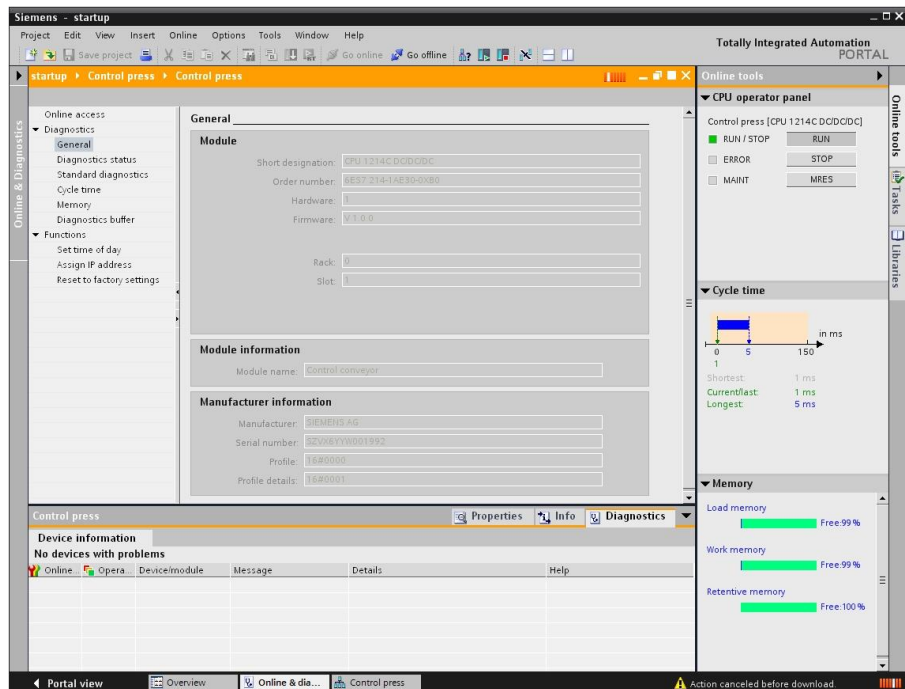 Siemens - startup
Project Edit View Insert Online Options Tools Window Help
Totally Integrated Automation
PORTAL
Save project
Go online
Go offline
startup
Control press
Control press
Online tools
Online & Diagnostics
Online access
Diagnostics
General
Diagnostics status
Standard diagnostics
Cycle time
Memory
Diagnostics buffer
Functions
Set time of day
Assign IP address
Reset to factory settings
General
Module
Short designation: CPU 1214C DC/DC/DC
Order number: 6ES7 214-1AE30-0XB0
Hardware: 1
Firmware: V 1.0.0
Rack: 0
Slot: 1
Module information
Module name: Control conveyor
Manufacturer information
Manufacturer: SIEMENS AG
Serial number: SZVX6YYW001992
Profile: 16#0000
Profile details: 16#0001
CPU operator panel
Control press [CPU 1214C DC/DC/DC]
RUN / STOP RUN
ERROR STOP
MAINT MRES
Cycle time
in ms
0 5 150
1
Shortest: 1 ms
Current/last: 1 ms
Longest: 5 ms
Memory
Load memory
Free:99 %
Work memory
Free:99 %
Retentive memory
Free:100 %
Online tools
Tasks
Libraries
Control press
Properties Info Diagnostics
Device information
No devices with problems
Online... Opera... Device/module Message Details Help
Portal view Overview Online & dia... Control press Action canceled before download.